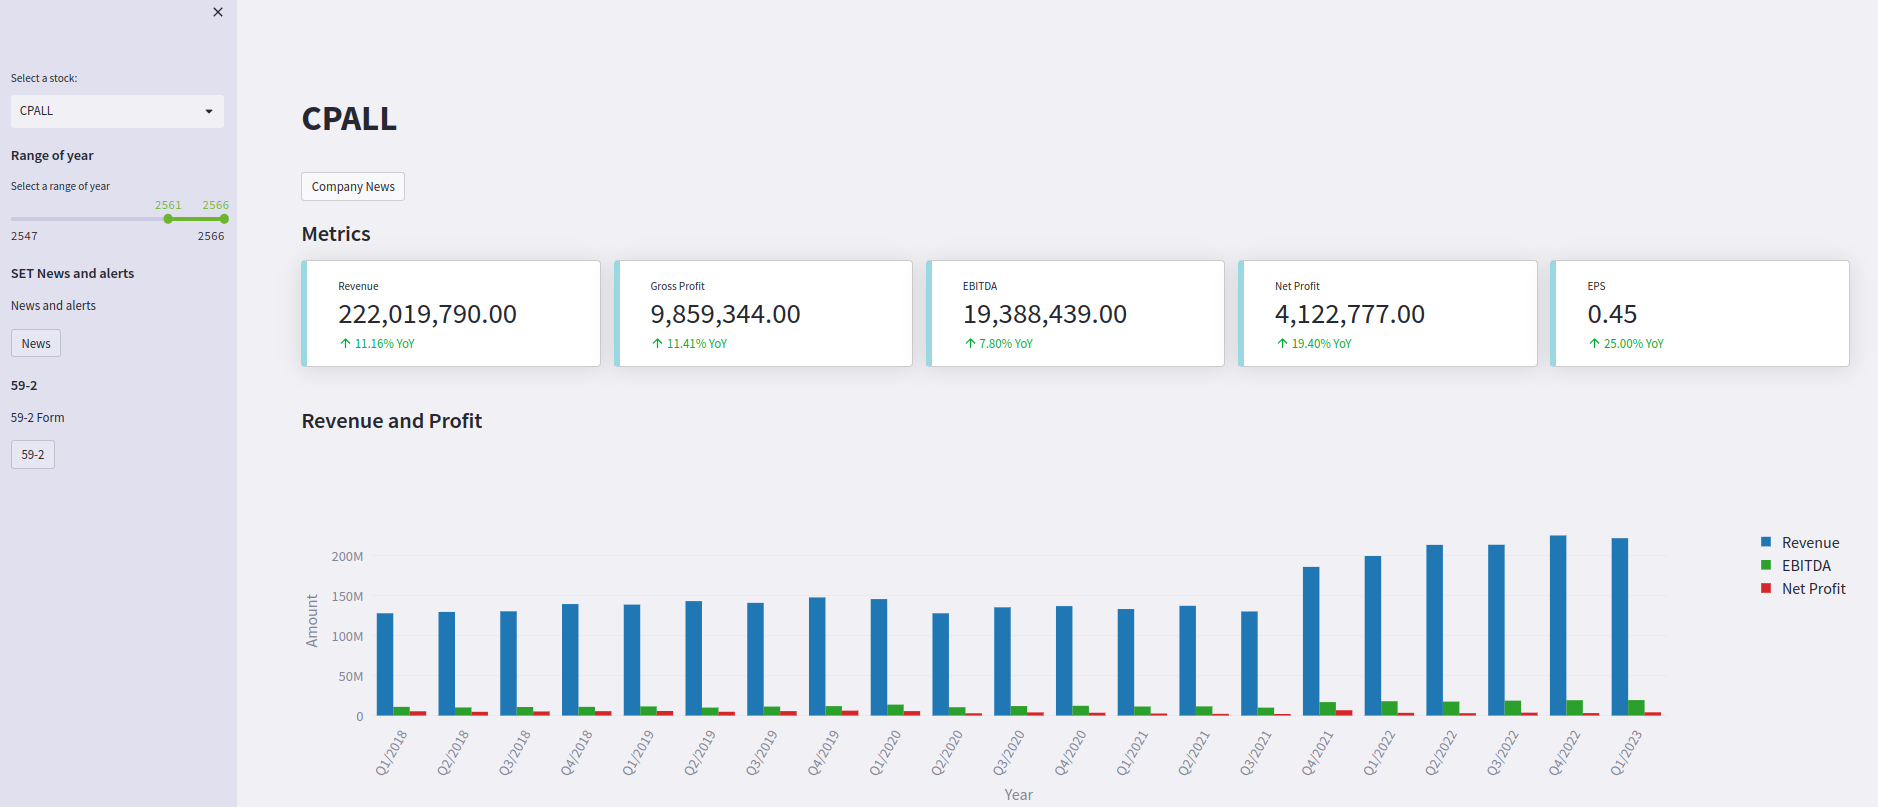 Select a stock:
CPALL
Range of year
Select a range of year
2561 2566
2547 2566
SET News and alerts
News and alerts
News
59-2
59-2 Form
59-2
CPALL
Company News
Metrics
Revenue
222,019,790.00
↑ 11.16% YoY
Gross Profit
9,859,344.00
↑ 11.41% YoY
EBITDA
19,388,439.00
↑ 7.80% YoY
Net Profit
4,122,777.00
↑ 19.40% YoY
EPS
0.45
↑ 25.00% YoY
Revenue and Profit
Amount
200M
150M
100M
50M
0
Q1/2018
Q2/2018
Q3/2018
Q4/2018
Q1/2019
Q2/2019
Q3/2019
Q4/2019
Q1/2020
Q2/2020
Q3/2020
Q4/2020
Q1/2021
Q2/2021
Q3/2021
Q4/2021
Q1/2022
Q2/2022
Q3/2022
Q4/2022
Q1/2023
Year
Revenue
EBITDA
Net Profit